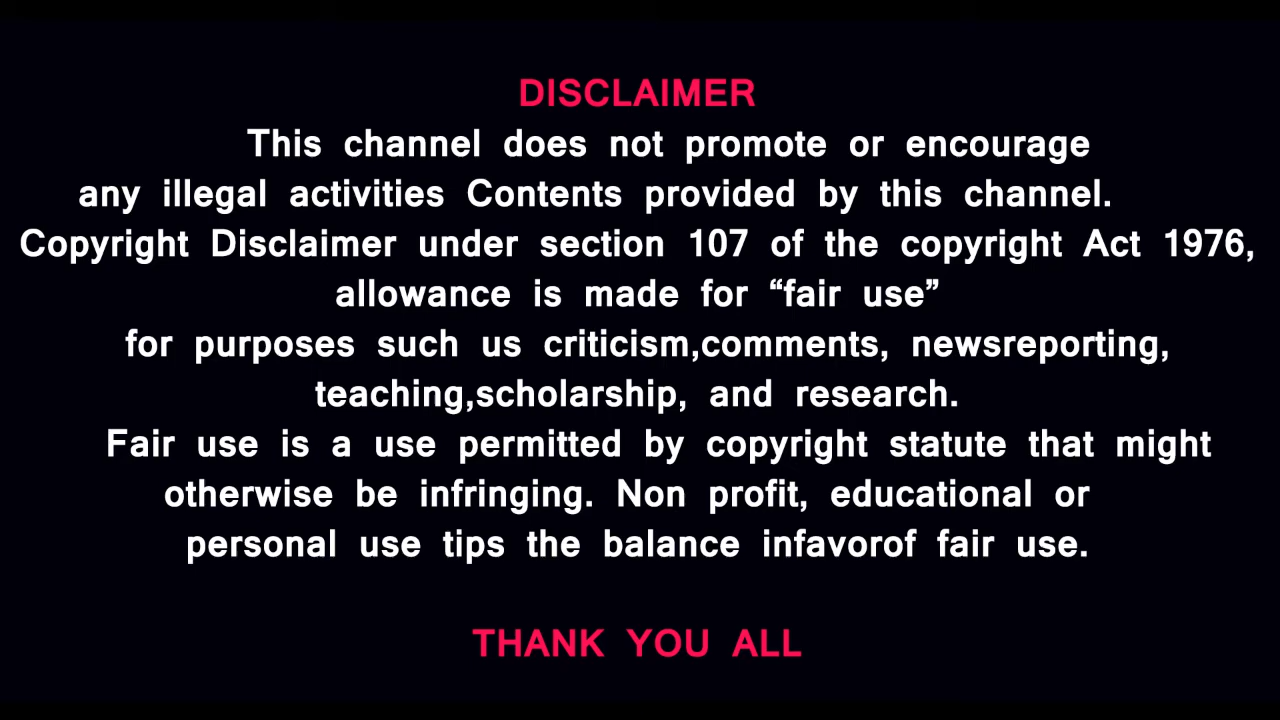 DISCLAIMER
This channel does not promote or encourage
any illegal activities Contents provided by this channel.
Copyright Disclaimer under section 107 of the copyright Act 1976,
allowance is made for “fair use”
for purposes such us criticism,comments, newsreporting,
teaching,scholarship, and research.
Fair use is a use permitted by copyright statute that might
otherwise be infringing. Non profit, educational or
personal use tips the balance infavorof fair use.
THANK YOU ALL